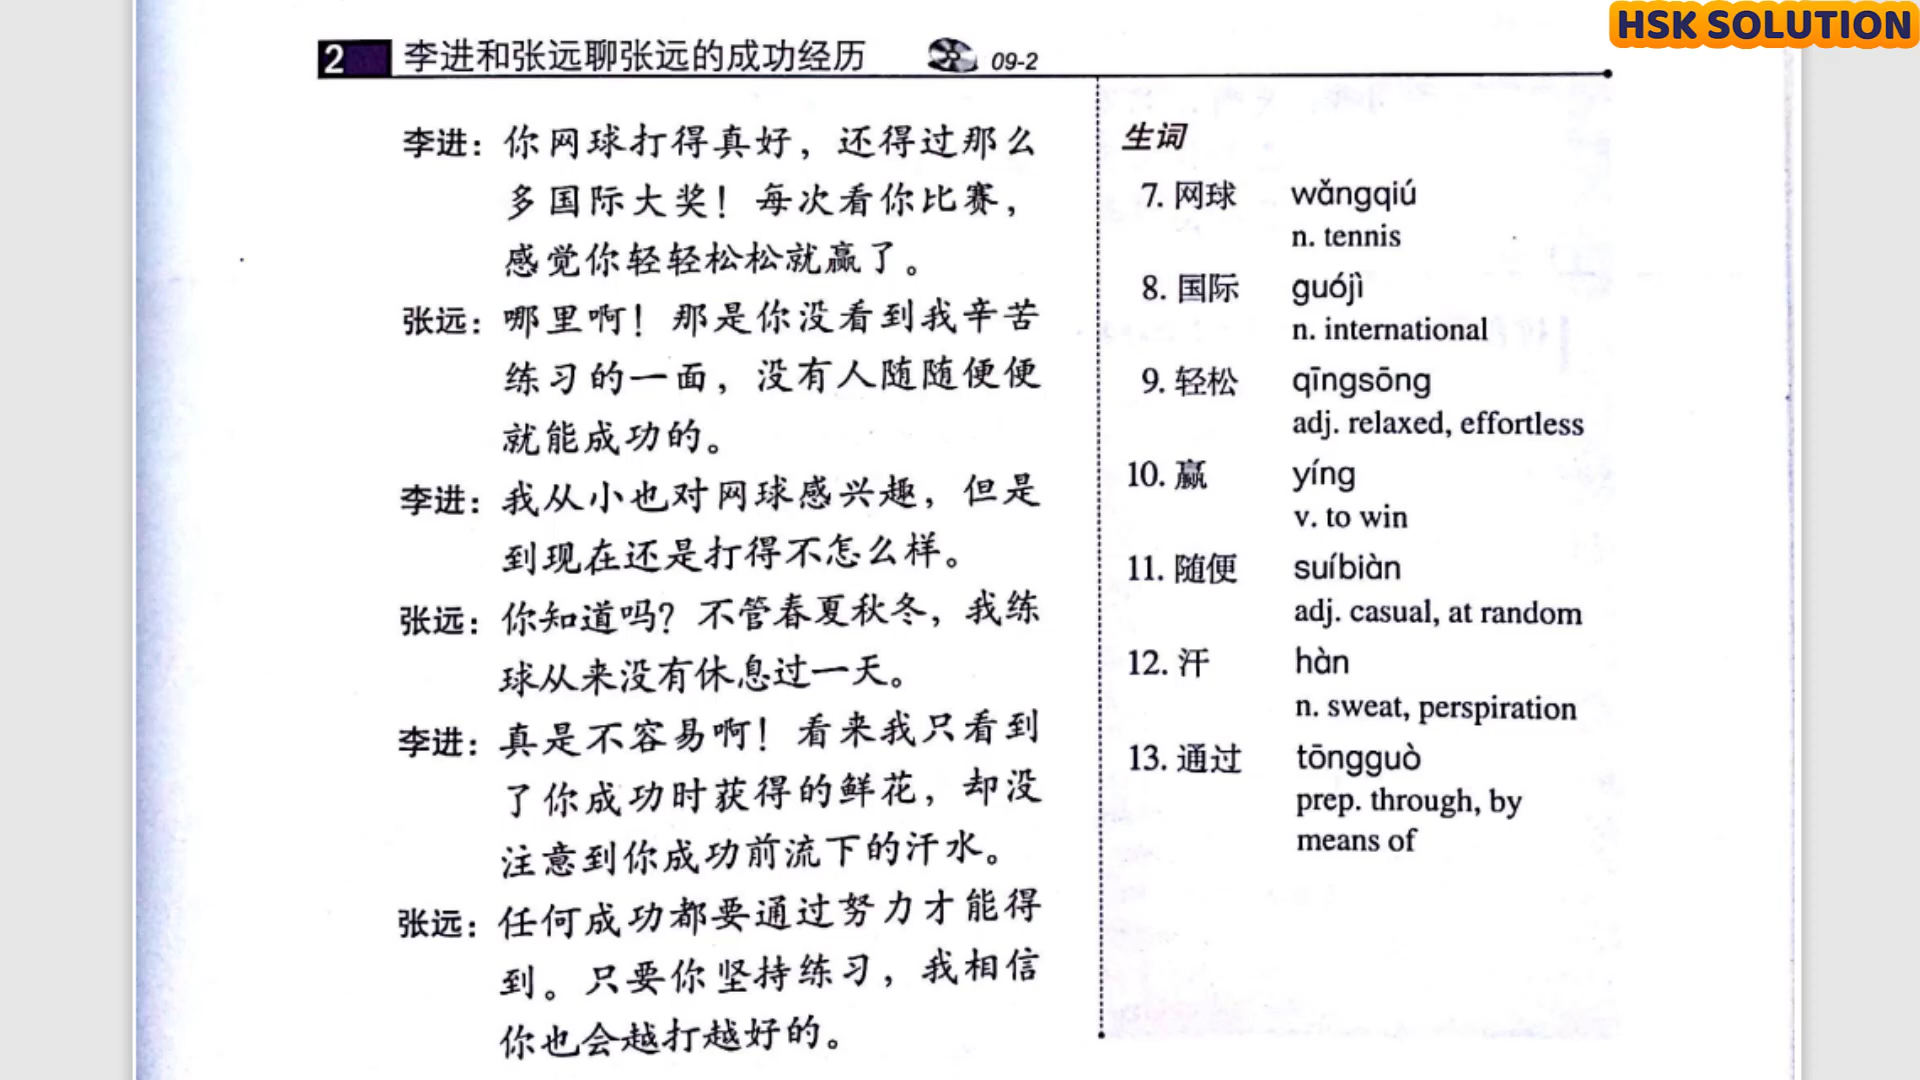 HSK SOLUTION
2 李进和张远聊张远的成功经历 09-2
李进：你网球打得真好，还得过那么
多国际大奖！每次看你比赛，
感觉你轻轻松松就赢了。
张远：哪里啊！那是你没看到我辛苦
练习的一面，没有人随随便便
就能成功的。
李进：我从小也对网球感兴趣，但是
到现在还是打得不怎么样。
张远：你知道吗？不管春夏秋冬，我练
球从来没有休息过一天。
李进：真是不容易啊！看来我只看到
了你成功时获得的鲜花，却没
注意到你成功前流下的汗水。
张远：任何成功都要通过努力才能得
到。只要你坚持练习，我相信
你也会越打越好的。
生词
7. 网球 wǎngqiú
n. tennis
8. 国际 guójì
n. international
9. 轻松 qīngsōng
adj. relaxed, effortless
10. 赢 yíng
v. to win
11. 随便 suíbiàn
adj. casual, at random
12. 汗 hàn
n. sweat, perspiration
13. 通过 tōngguò
prep. through, by
means of